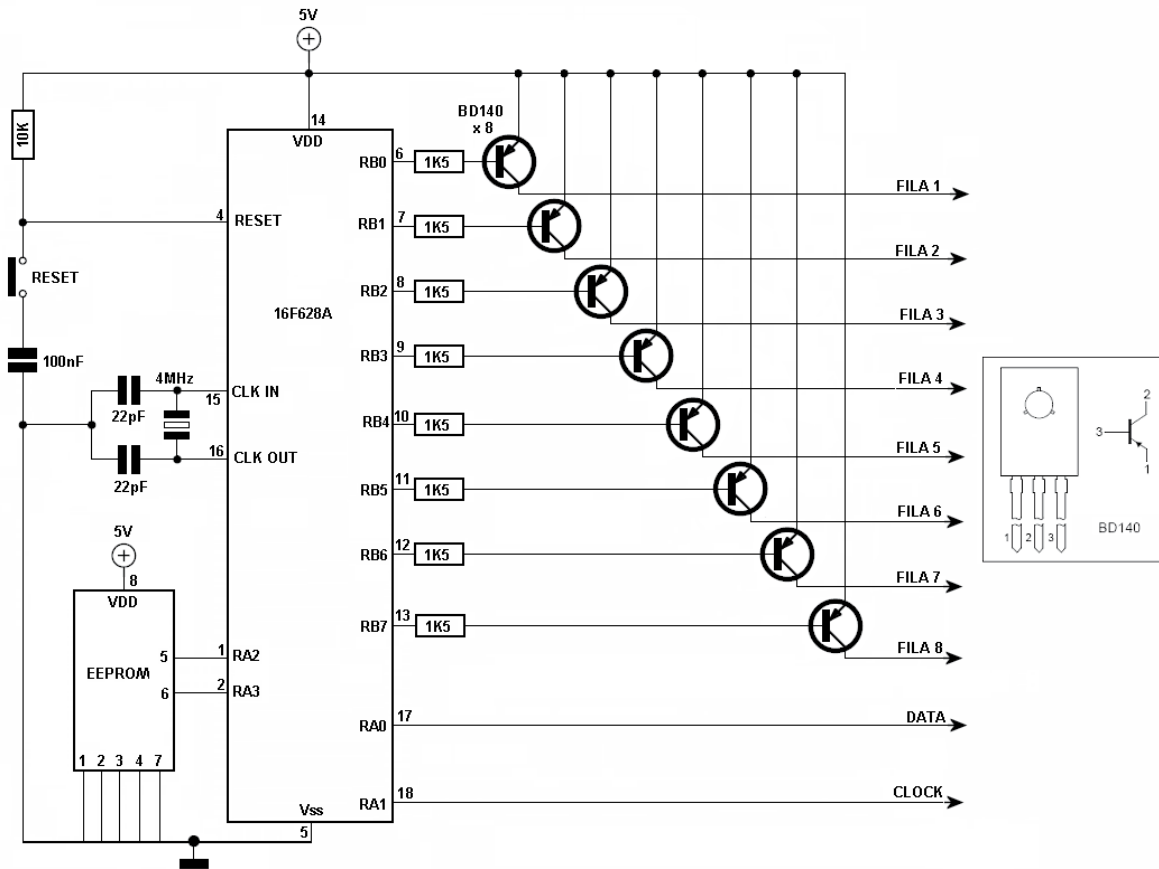 5V
14
VDD
10K
BD140
x 8
RB0
6
1K5
FILA 1
4
RESET
RB1
7
1K5
FILA 2
RESET
RB2
8
1K5
16F628A
FILA 3
RB3
9
1K5
100nF
4MHz
CLK IN
15
22pF
FILA 4
RB4
10
1K5
16
CLK OUT
22pF
FILA 5
RB5
11
1K5
FILA 6
5V
RB6
12
1K5
FILA 7
8
VDD
RB7
13
1K5
5
1
RA2
FILA 8
EEPROM
6
2
RA3
RA0
17
DATA
1 2 3 4 7
RA1
18
CLOCK
Vss
5
2
3
1
BD140
1
2
3